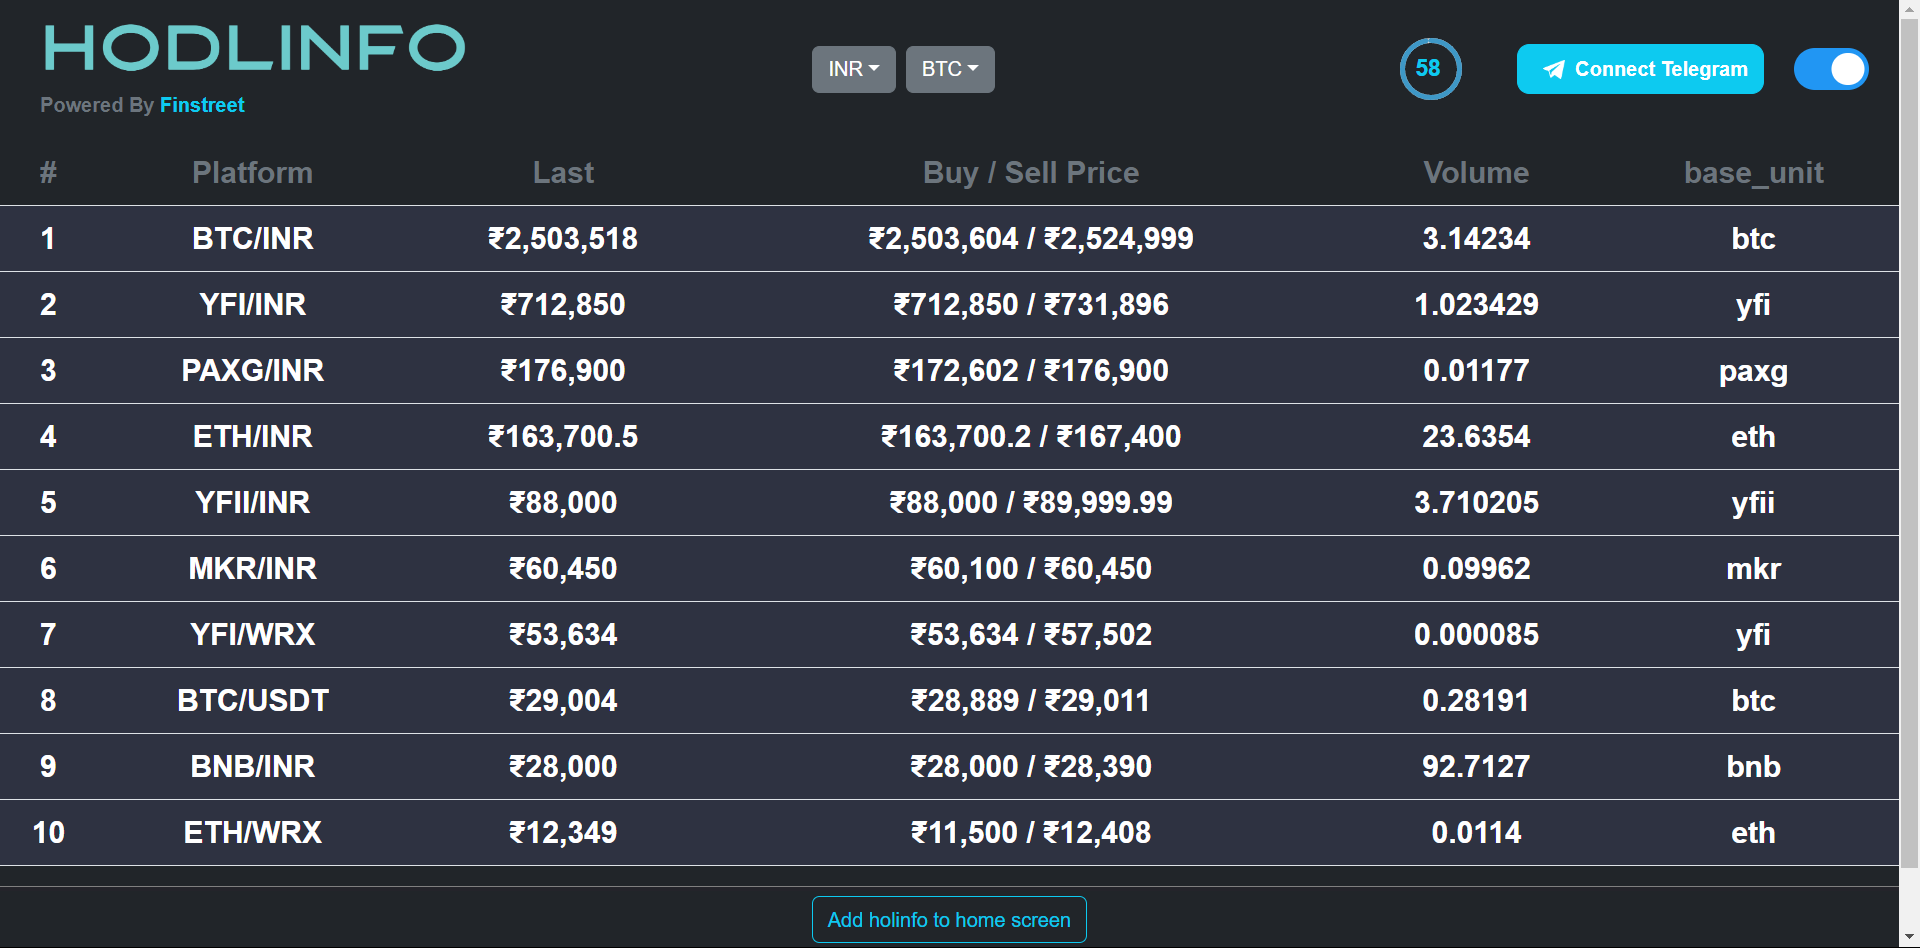 HODLINFO
Powered By Finstreet
INR BTC
58
Connect Telegram
# Platform Last Buy / Sell Price Volume base_unit
1 BTC/INR ₹2,503,518 ₹2,503,604 / ₹2,524,999 3.14234 btc
2 YFI/INR ₹712,850 ₹712,850 / ₹731,896 1.023429 yfi
3 PAXG/INR ₹176,900 ₹172,602 / ₹176,900 0.01177 paxg
4 ETH/INR ₹163,700.5 ₹163,700.2 / ₹167,400 23.6354 eth
5 YFII/INR ₹88,000 ₹88,000 / ₹89,999.99 3.710205 yfii
6 MKR/INR ₹60,450 ₹60,100 / ₹60,450 0.09962 mkr
7 YFI/WRX ₹53,634 ₹53,634 / ₹57,502 0.000085 yfi
8 BTC/USDT ₹29,004 ₹28,889 / ₹29,011 0.28191 btc
9 BNB/INR ₹28,000 ₹28,000 / ₹28,390 92.7127 bnb
10 ETH/WRX ₹12,349 ₹11,500 / ₹12,408 0.0114 eth
Add holinfo to home screen